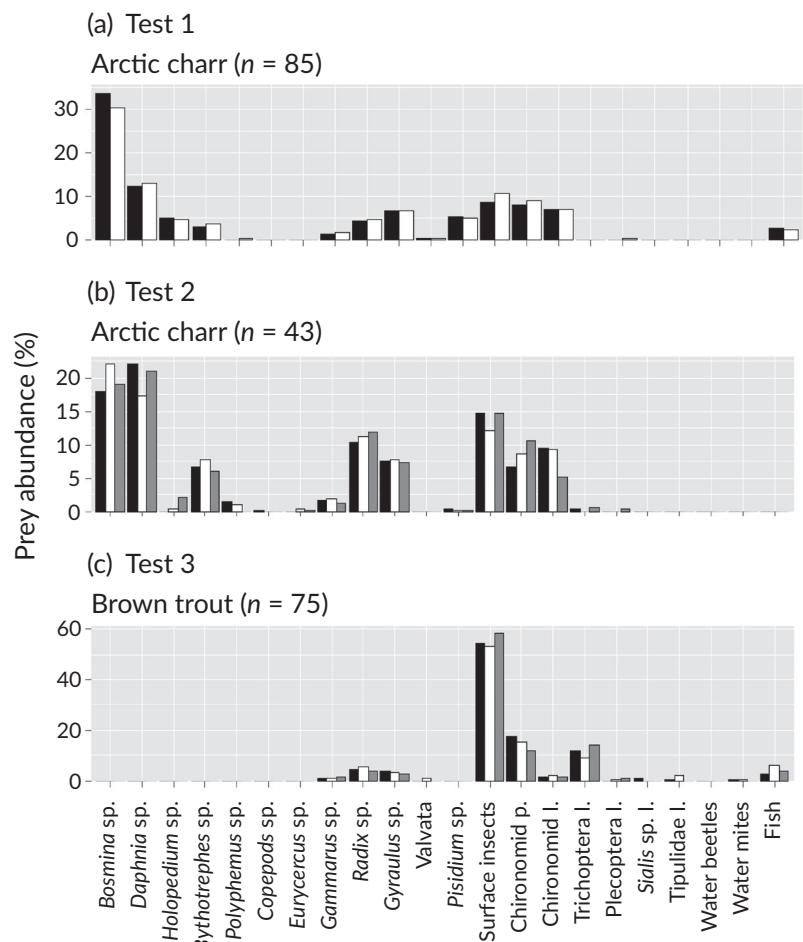 (a) Test 1
Arctic charr (n = 85)
30
20
10
0
(b) Test 2
Arctic charr (n = 43)
20
15
10
5
0
Prey abundance (%)
(c) Test 3
Brown trout (n = 75)
60
40
20
0
Bosmina sp.
Daphnia sp.
Holopedium sp.
ythotrephes sp.
Polyphemus sp.
Copepods sp.
Eurycercus sp.
Gammarus sp.
Radix sp.
Gyraulus sp.
Valvata
Pisidium sp.
Surface insects
Chironomid p.
Chironomid l.
Trichoptera l.
Plecoptera l.
Sialis sp. l.
Tipulidae l.
Water beetles
Water mites
Fish